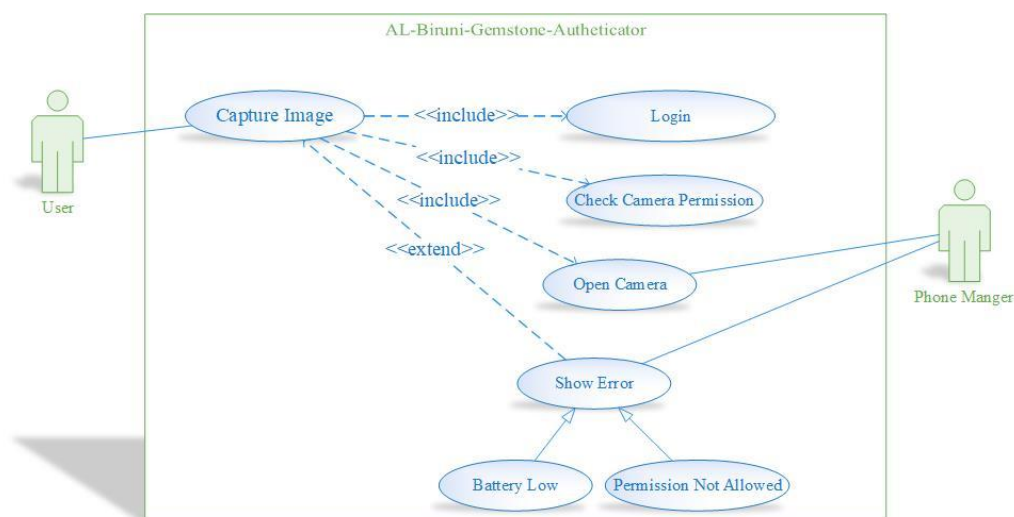 AL-Biruni-Gemstone-Autheticator
Capture Image
<<include>>
Login
<<include>>
Check Camera Permission
User
<<include>>
<<extend>>
Open Camera
Phone Manger
Show Error
Battery Low
Permission Not Allowed